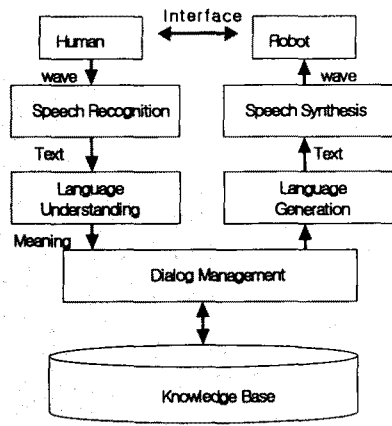 Interface
Human
Robot
wave
wave
Speech Recognition
Speech Synthesis
Text
Text
Language
Understanding
Language
Generation
Meaning
Dialog Management
Knowledge Base